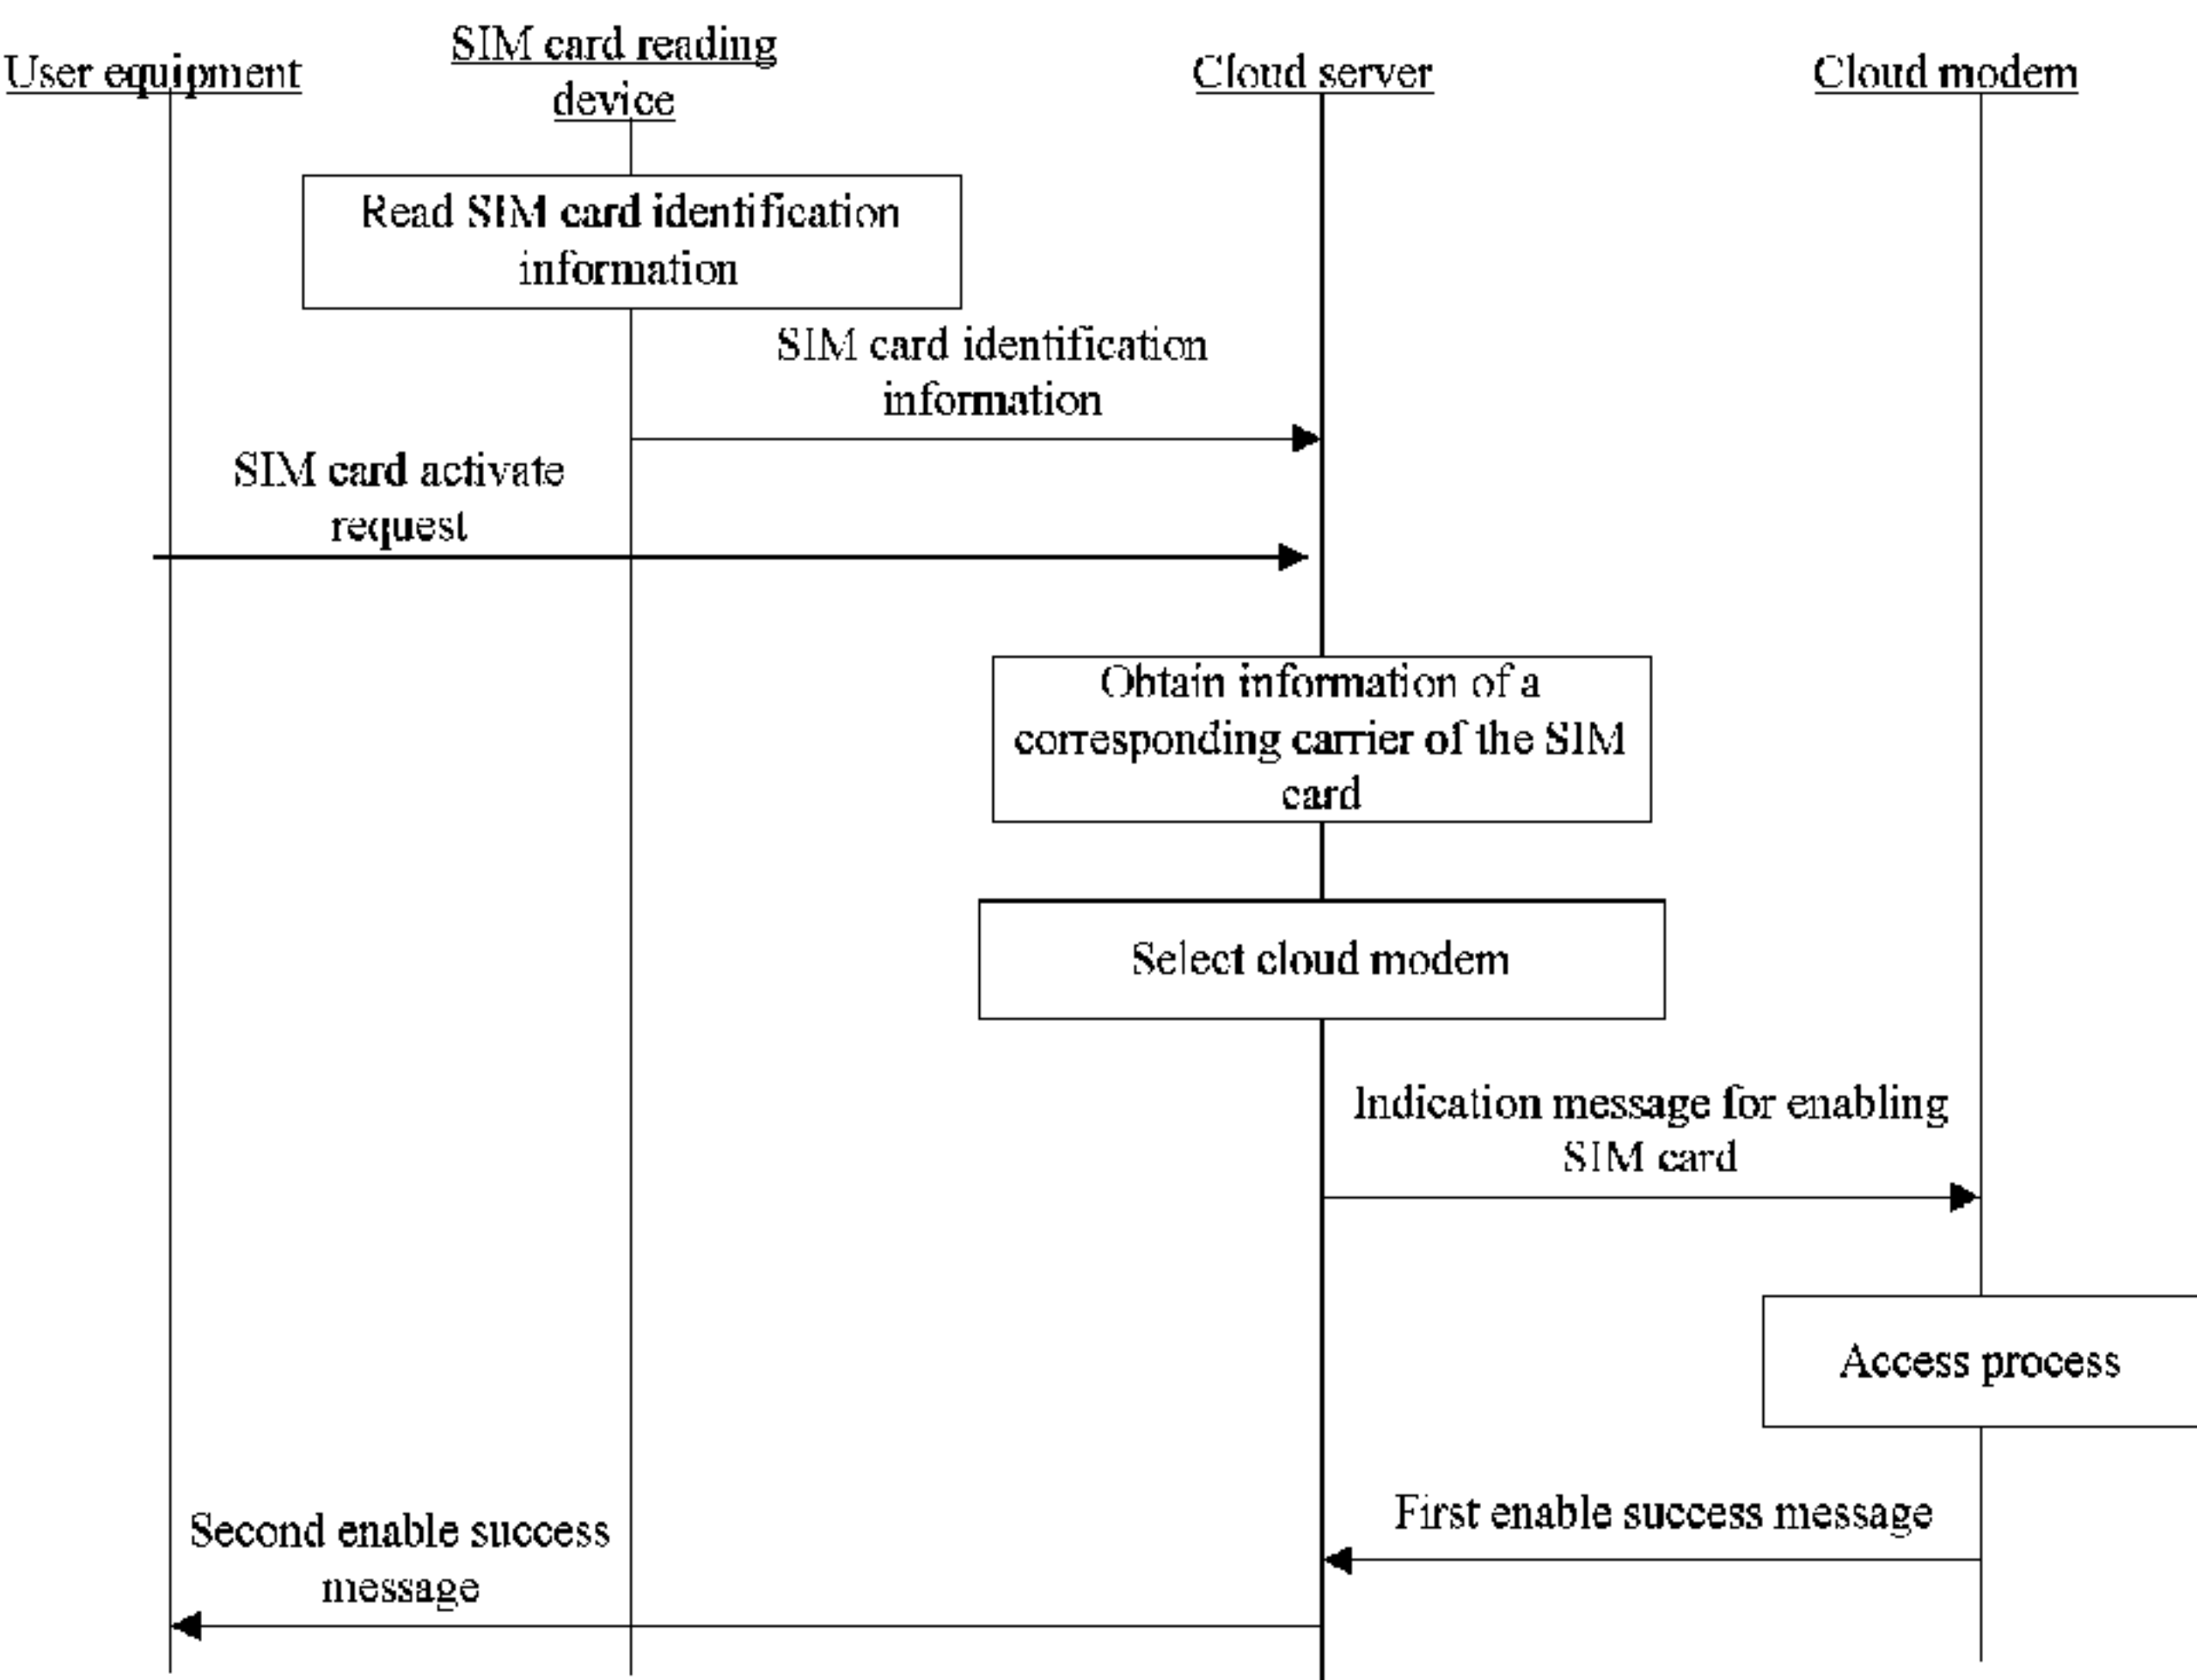 User equipment
SIM card reading
device
Cloud server
Cloud modem
Read SIM card identification
information
SIM card identification
information
SIM card activate
request
Obtain information of a
corresponding carrier of the SIM
card
Select cloud modem
Indication message for enabling
SIM card
Access process
First enable success message
Second enable success
message